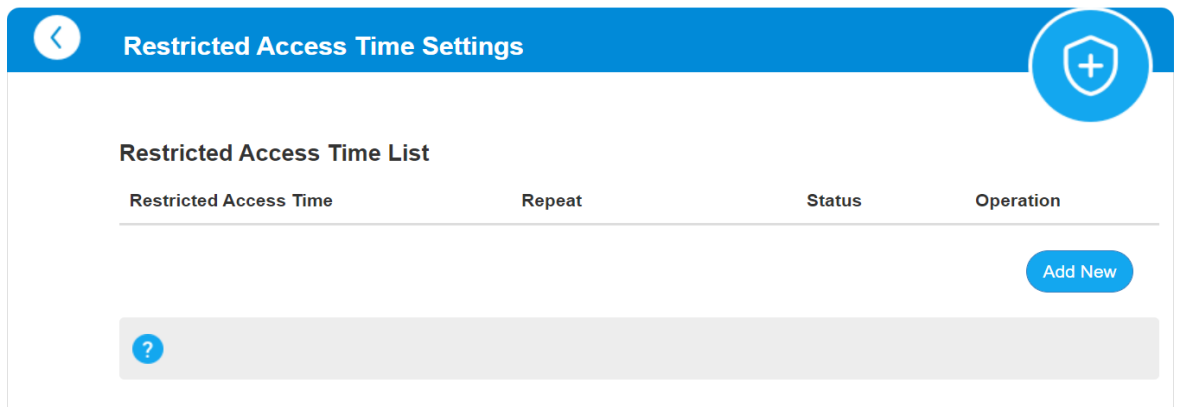 Restricted Access Time Settings
Restricted Access Time List
Restricted Access Time Repeat Status Operation
Add New
?